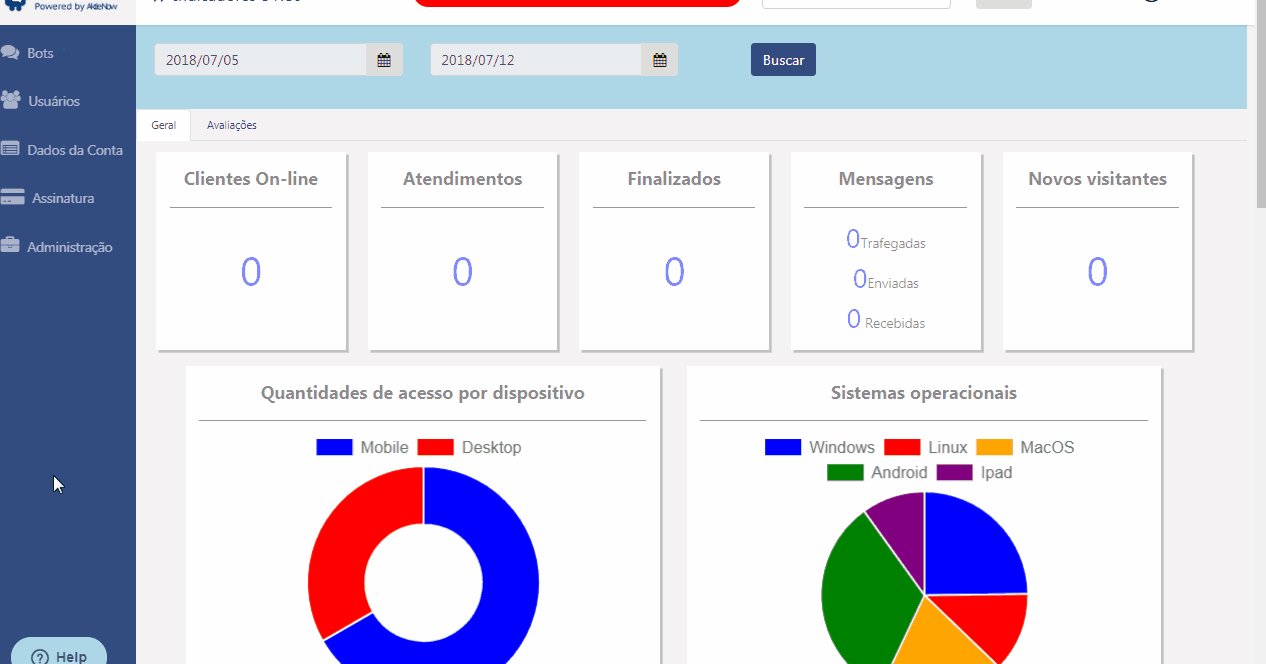 Powered by
2018/07/05
2018/07/12
Buscar
Bots
Usuários
Dados da Conta
Assinatura
Administração
Geral
Avaliações
Clientes On-line
0
Atendimentos
0
Finalizados
0
Mensagens
0 Trafegadas
0 Enviadas
0 Recebidas
Novos visitantes
0
Quantidades de acesso por dispositivo
Mobile Desktop
Sistemas operacionais
Windows Linux MacOS
Android Ipad
Help